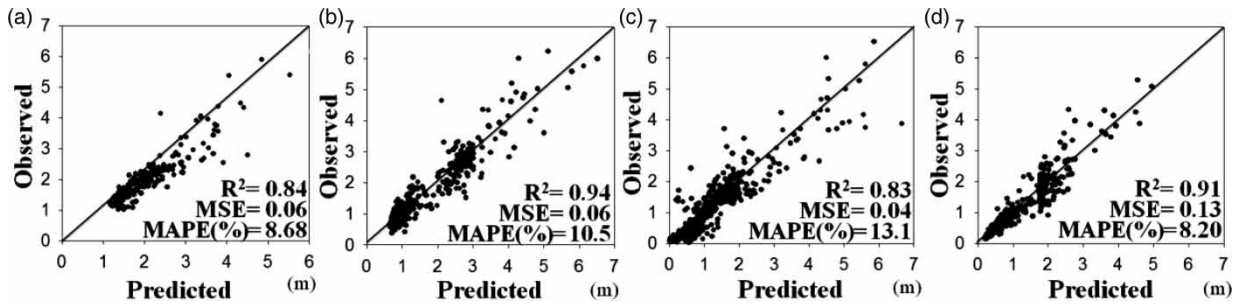 (a)
7
6
5
4
3
2
1
0
Observed
R²= 0.84
MSE= 0.06
MAPE(%)=8.68
0 1 2 3 4 5 6
Predicted (m)
(b)
7
6
5
4
3
2
1
0
Observed
R²= 0.94
MSE= 0.06
MAPE(%)=10.5
0 1 2 3 4 5 6 7
Predicted (m)
(c)
7
6
5
4
3
2
1
0
Observed
R²= 0.83
MSE= 0.04
MAPE(%)=13.1
0 1 2 3 4 5 6 7
Predicted (m)
(d)
7
6
5
4
3
2
1
0
Observed
R²= 0.91
MSE= 0.13
MAPE(%)=8.20
0 1 2 3 4 5 6 7
Predicted (m)